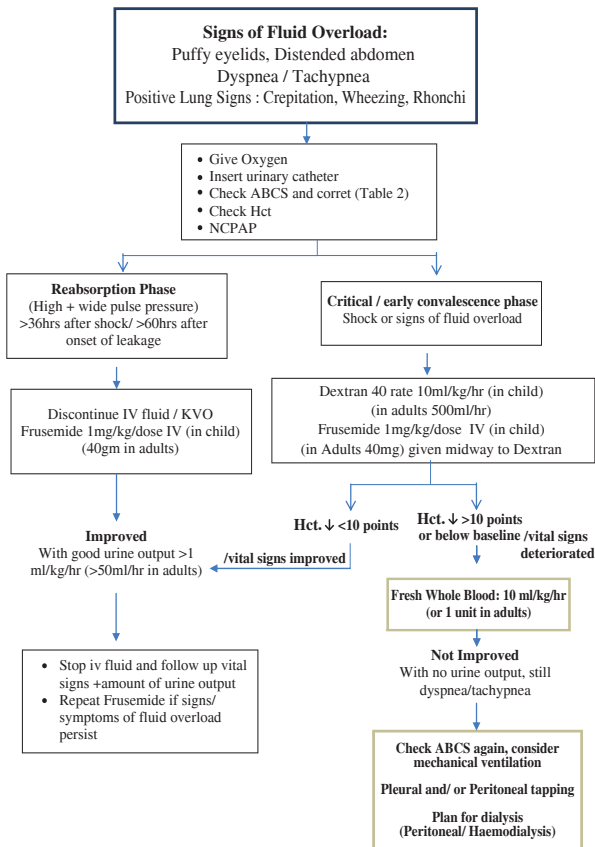 Signs of Fluid Overload:
Puffy eyelids, Distended abdomen
Dyspnea / Tachypnea
Positive Lung Signs : Crepitation, Wheezing, Rhonchi
• Give Oxygen
• Insert urinary catheter
• Check ABCS and corret (Table 2)
• Check Hct
• NCPAP
Reabsorption Phase
(High + wide pulse pressure)
>36hrs after shock/ >60hrs after
onset of leakage
Critical / early convalescence phase
Shock or signs of fluid overload
Discontinue IV fluid / KVO
Frusemide 1mg/kg/dose IV (in child)
(40gm in adults)
Dextran 40 rate 10ml/kg/hr (in child)
(in adults 500ml/hr)
Frusemide 1mg/kg/dose IV (in child)
(in Adults 40mg) given midway to Dextran
Hct. ↓ <10 points
Hct. ↓ >10 points
or below baseline
/vital signs
deteriorated
Improved
With good urine output >1
ml/kg/hr (>50ml/hr in adults)
/vital signs improved
Fresh Whole Blood: 10 ml/kg/hr
(or 1 unit in adults)
Not Improved
With no urine output, still
dyspnea/tachypnea
• Stop iv fluid and follow up vital
signs +amount of urine output
• Repeat Frusemide if signs/
symptoms of fluid overload
persist
Check ABCS again, consider
mechanical ventilation
Pleural and/ or Peritoneal tapping
Plan for dialysis
(Peritoneal/ Haemodialysis)